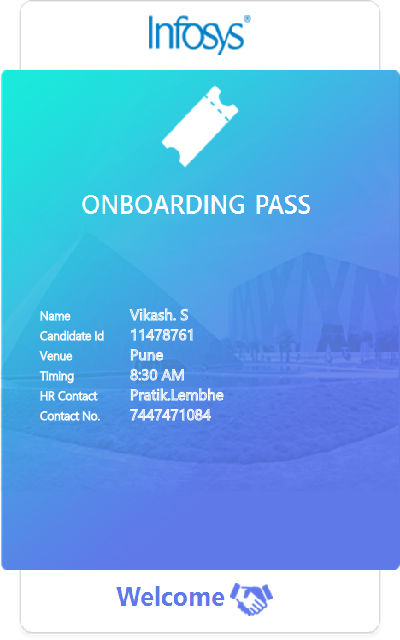 Infosys®
ONBOARDING PASS
Name Vikash. S
Candidate Id 11478761
Venue Pune
Timing 8:30 AM
HR Contact Pratik.Lembhe
Contact No. 7447471084
Welcome